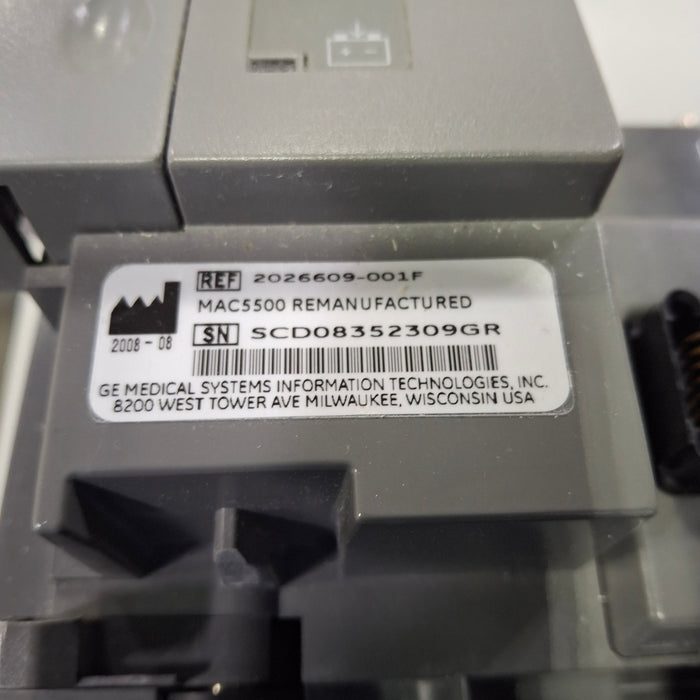 REF 2026609-001F
MAC5500 REMANUFACTURED
2008-08
SN SCD08352309GR
GE MEDICAL SYSTEMS INFORMATION TECHNOLOGIES, INC.
8200 WEST TOWER AVE MILWAUKEE, WISCONSIN USA